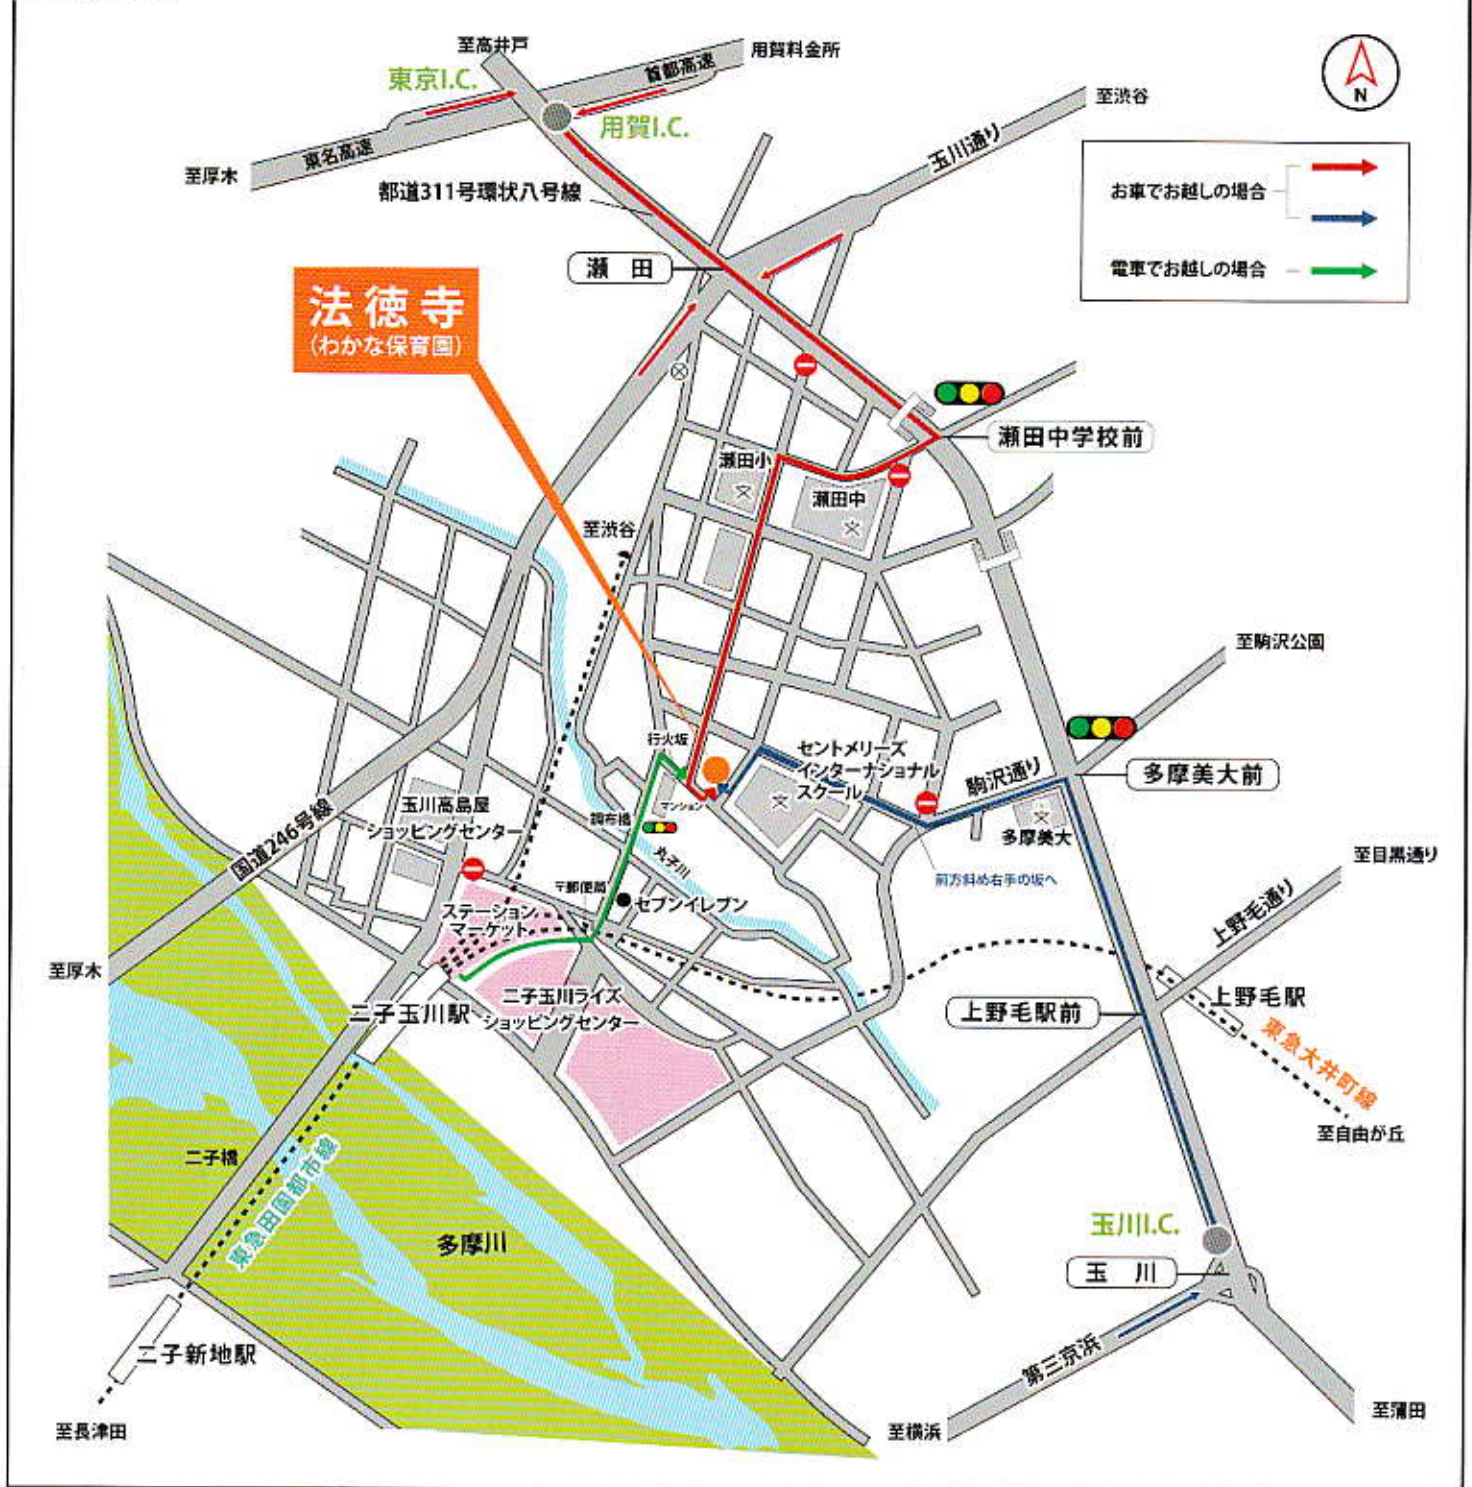 至高井戸
用賀料金所
東京I.C.
首都高速
用賀I.C.
至渋谷
N
東名高速
至厚木
玉川通り
都道311号環状八号線
お車でお越しの場合
電車でお越しの場合
瀬 田
法徳寺
(わかな保育園)
瀬田中学校前
瀬田小
瀬田中
至渋谷
至駒沢公園
行火坂
セントメリーズ
インターナショナル
スクール
駒沢通り
多摩美大前
マンション
玉川高島屋
ショッピングセンター
国道246号線
調布橋
多摩美大
丸子川
至目黒通り
前方斜め右手の坂へ
〒郵便局
セブンイレブン
上野毛通り
ステーション
マーケット
至厚木
二子玉川ライズ
ショッピングセンター
二子玉川駅
上野毛駅
上野毛駅前
東急大井町線
至自由が丘
二子橋
東急田園都市線
多摩川
玉川I.C.
玉 川
二子新地駅
第三京浜
至長津田
至横浜
至蒲田